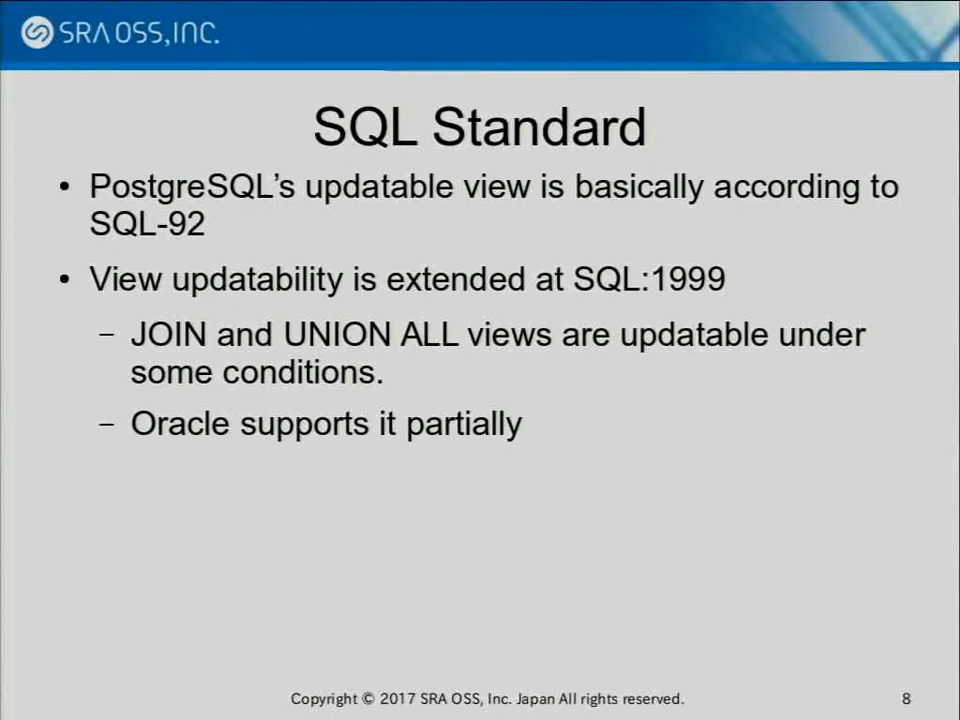 SRA OSS, INC.
SQL Standard
• PostgreSQL’s updatable view is basically according to
SQL-92
• View updatability is extended at SQL:1999
– JOIN and UNION ALL views are updatable under
some conditions.
– Oracle supports it partially
Copyright © 2017 SRA OSS, Inc. Japan All rights reserved.
8